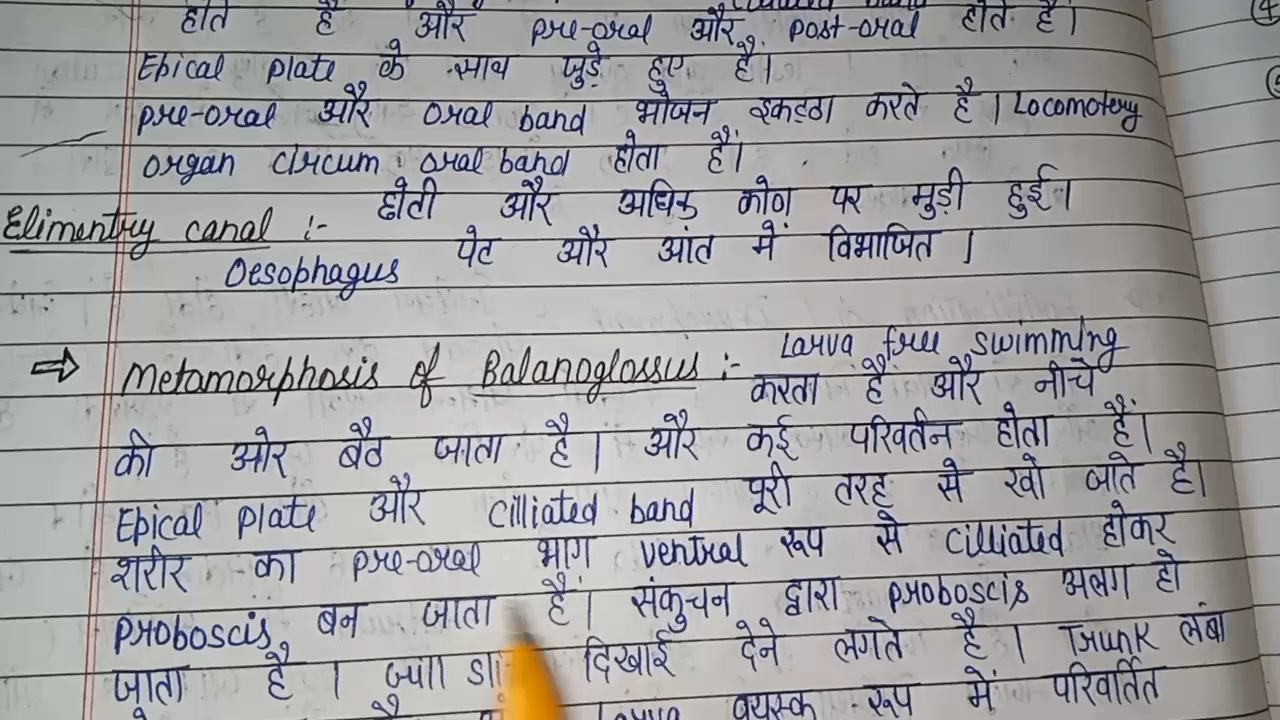 होते हैं और pre-oral और post-oral होते हैं।
Epical plate के साथ जुड़े हुए हैं।
pre-oral और oral band भोजन इकठ्ठा करते है। Locomotery
organ circum oral band होता हैं।
Elimentry canal :- छोटी और अधिक कोण पर मुड़ी हुई।
Oesophagus पेट और आंत में विभाजित।
⇒ Metamorphosis of Balanoglossus :- Larva free swimming
करता है और नीचे
की ओर बैठ जाता है। और कई परिवर्तन होता हैं।
Epical plate और cilliated band पूरी तरह से खो जाते है।
शरीर का pre-oral भाग ventral रूप से cilliated होकर
proboscis बन जाता हैं। संकुचन द्वारा proboscis अलग हो
जाता है। दिखाई देने लगते है। Trunk लंबा
Larva वयस्क रूप में परिवर्तित